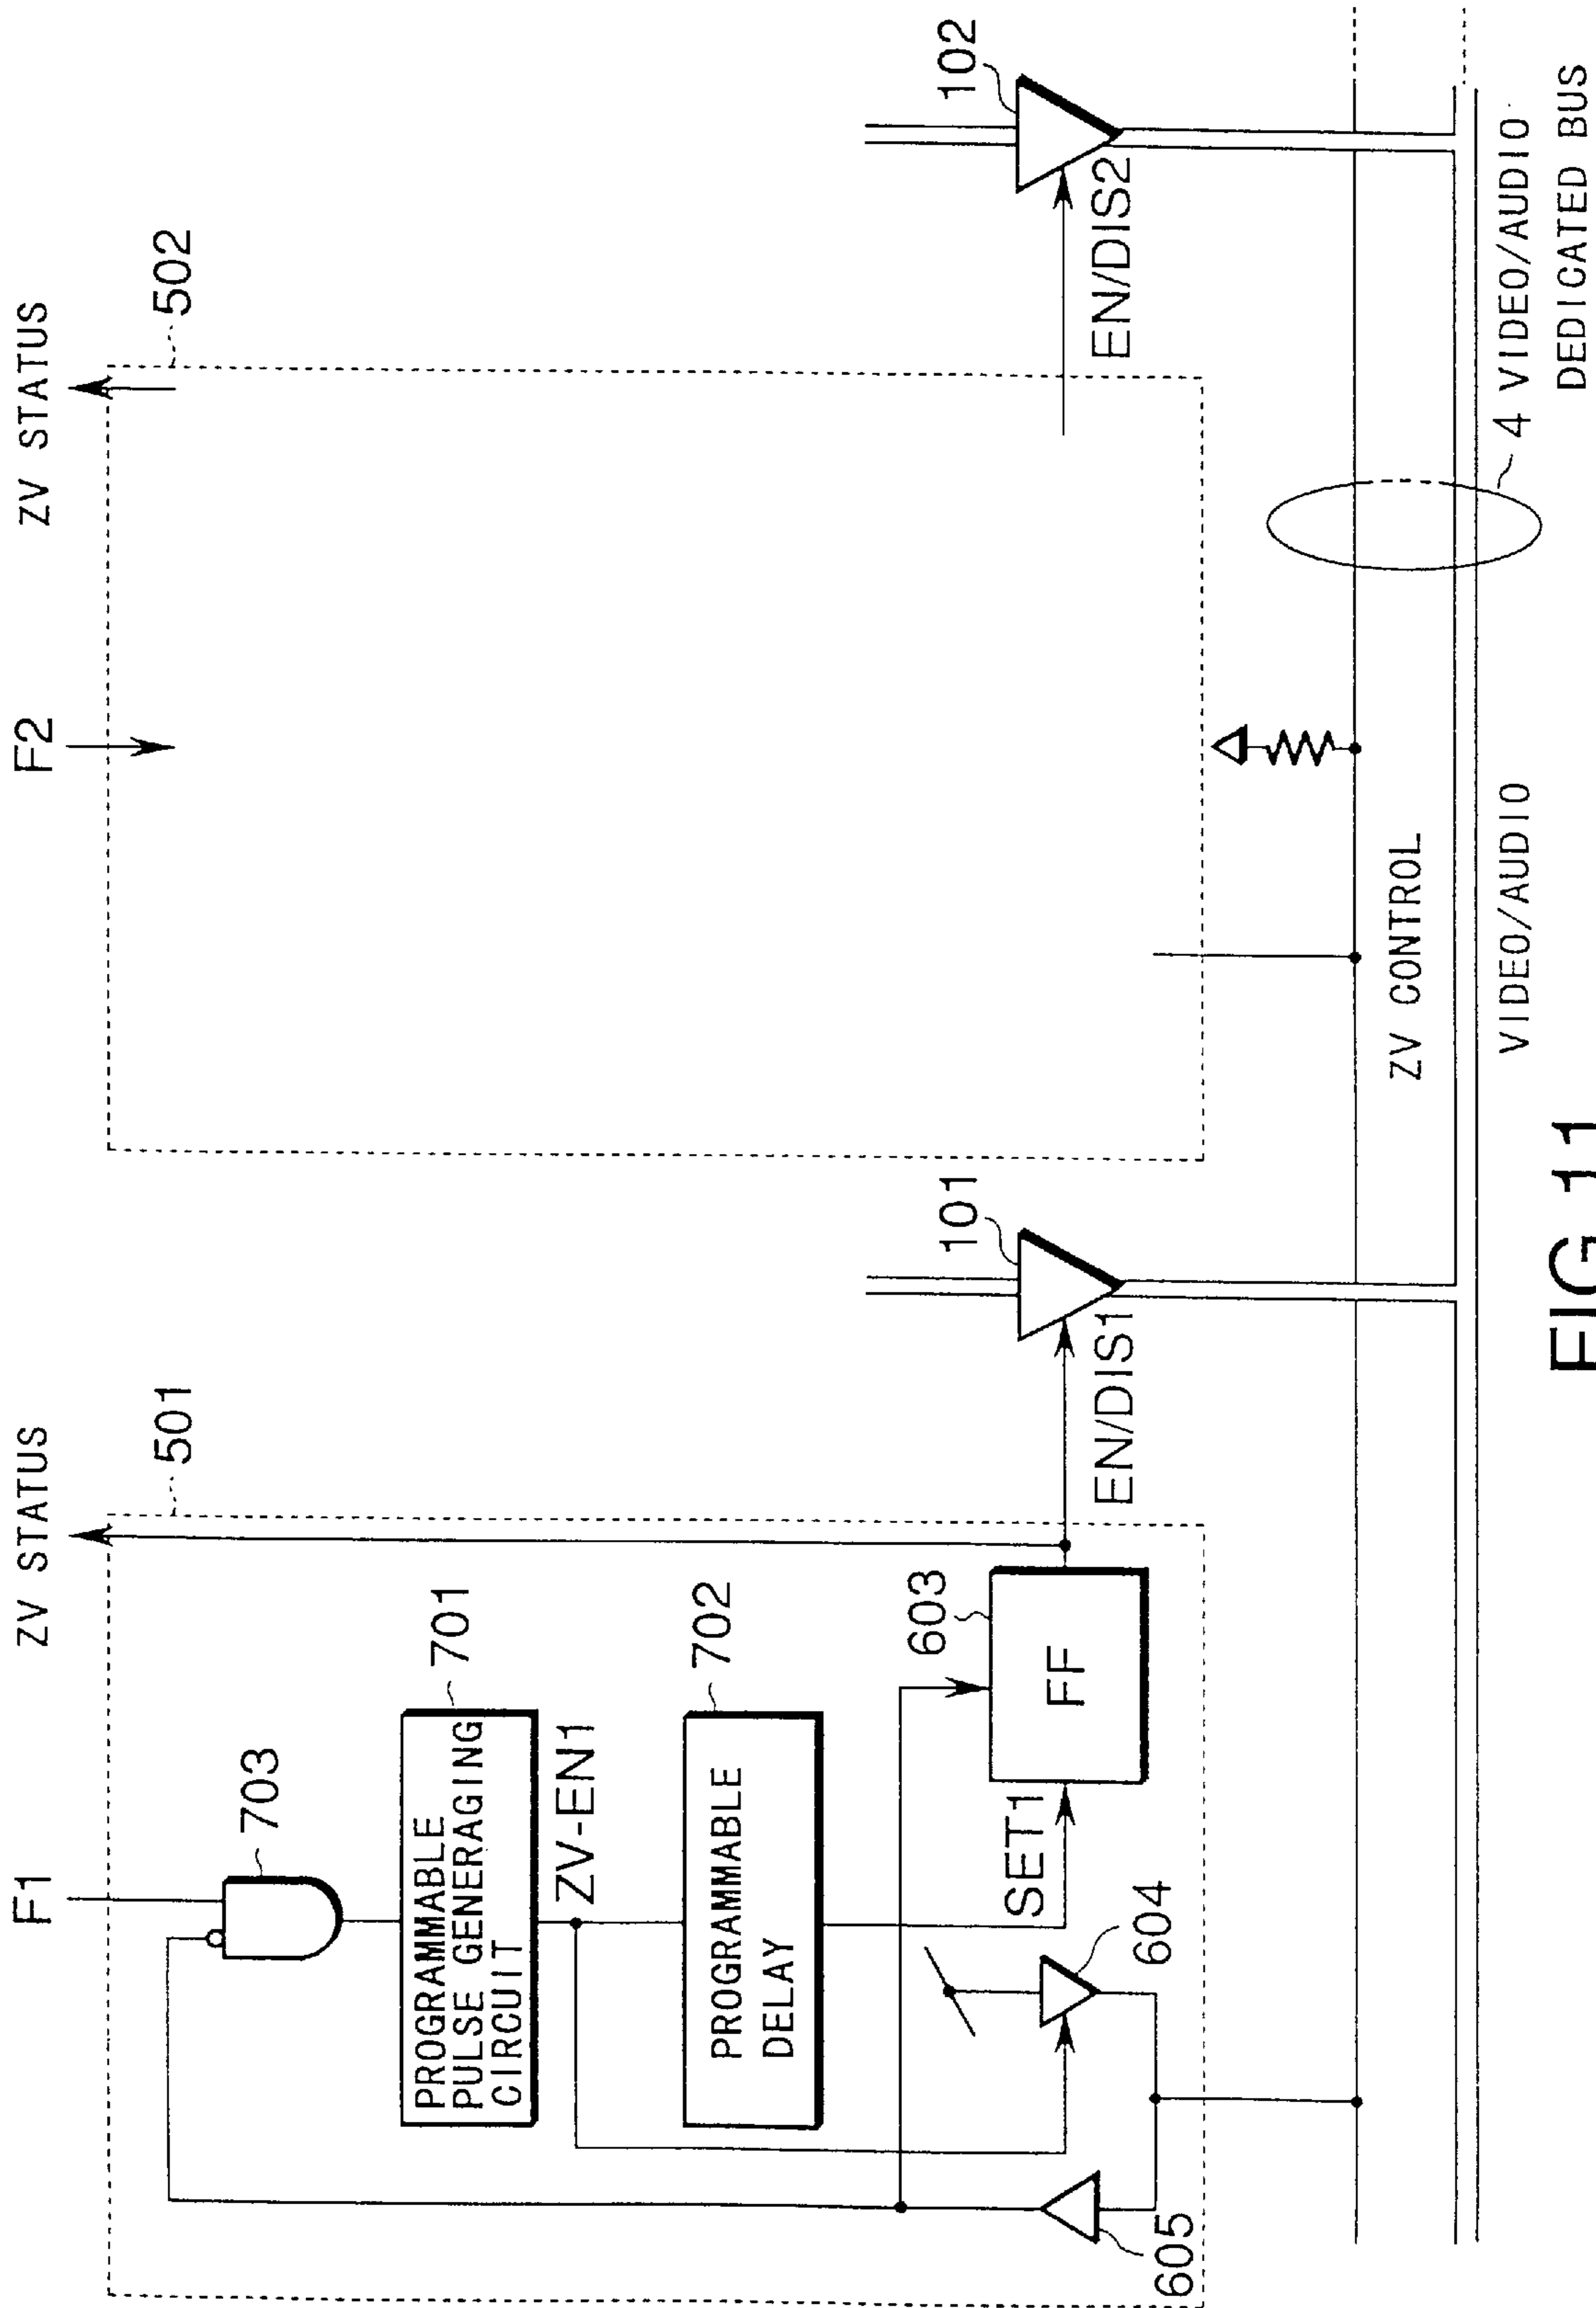 ZV STATUS
ZV STATUS
F1
F2
501
502
703
PROGRAMMABLE
PULSE GENERAGING
CIRCUIT
701
ZV-EN1
PROGRAMMABLE
DELAY
702
603
FF
SET1
604
605
101
EN/DIS1
102
EN/DIS2
ZV CONTROL
VIDEO/AUDIO
4 VIDEO/AUDIO
DEDICATED BUS
FIG.11